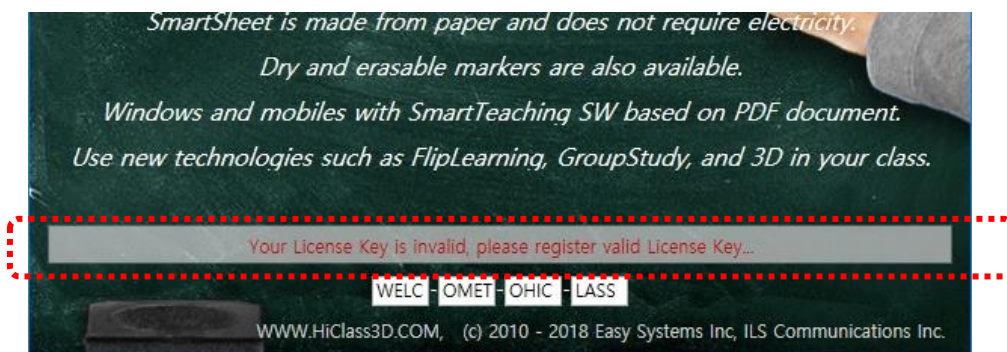 SmartSheet is made from paper and does not require electricity.
Dry and erasable markers are also available.
Windows and mobiles with SmartTeaching SW based on PDF document.
Use new technologies such as FlipLearning, GroupStudy, and 3D in your class.
Your License Key is invalid, please register valid License Key...
WELC - OMET - OHIC - LASS
WWW.HiClass3D.COM, (c) 2010 - 2018 Easy Systems Inc, ILS Communications Inc.